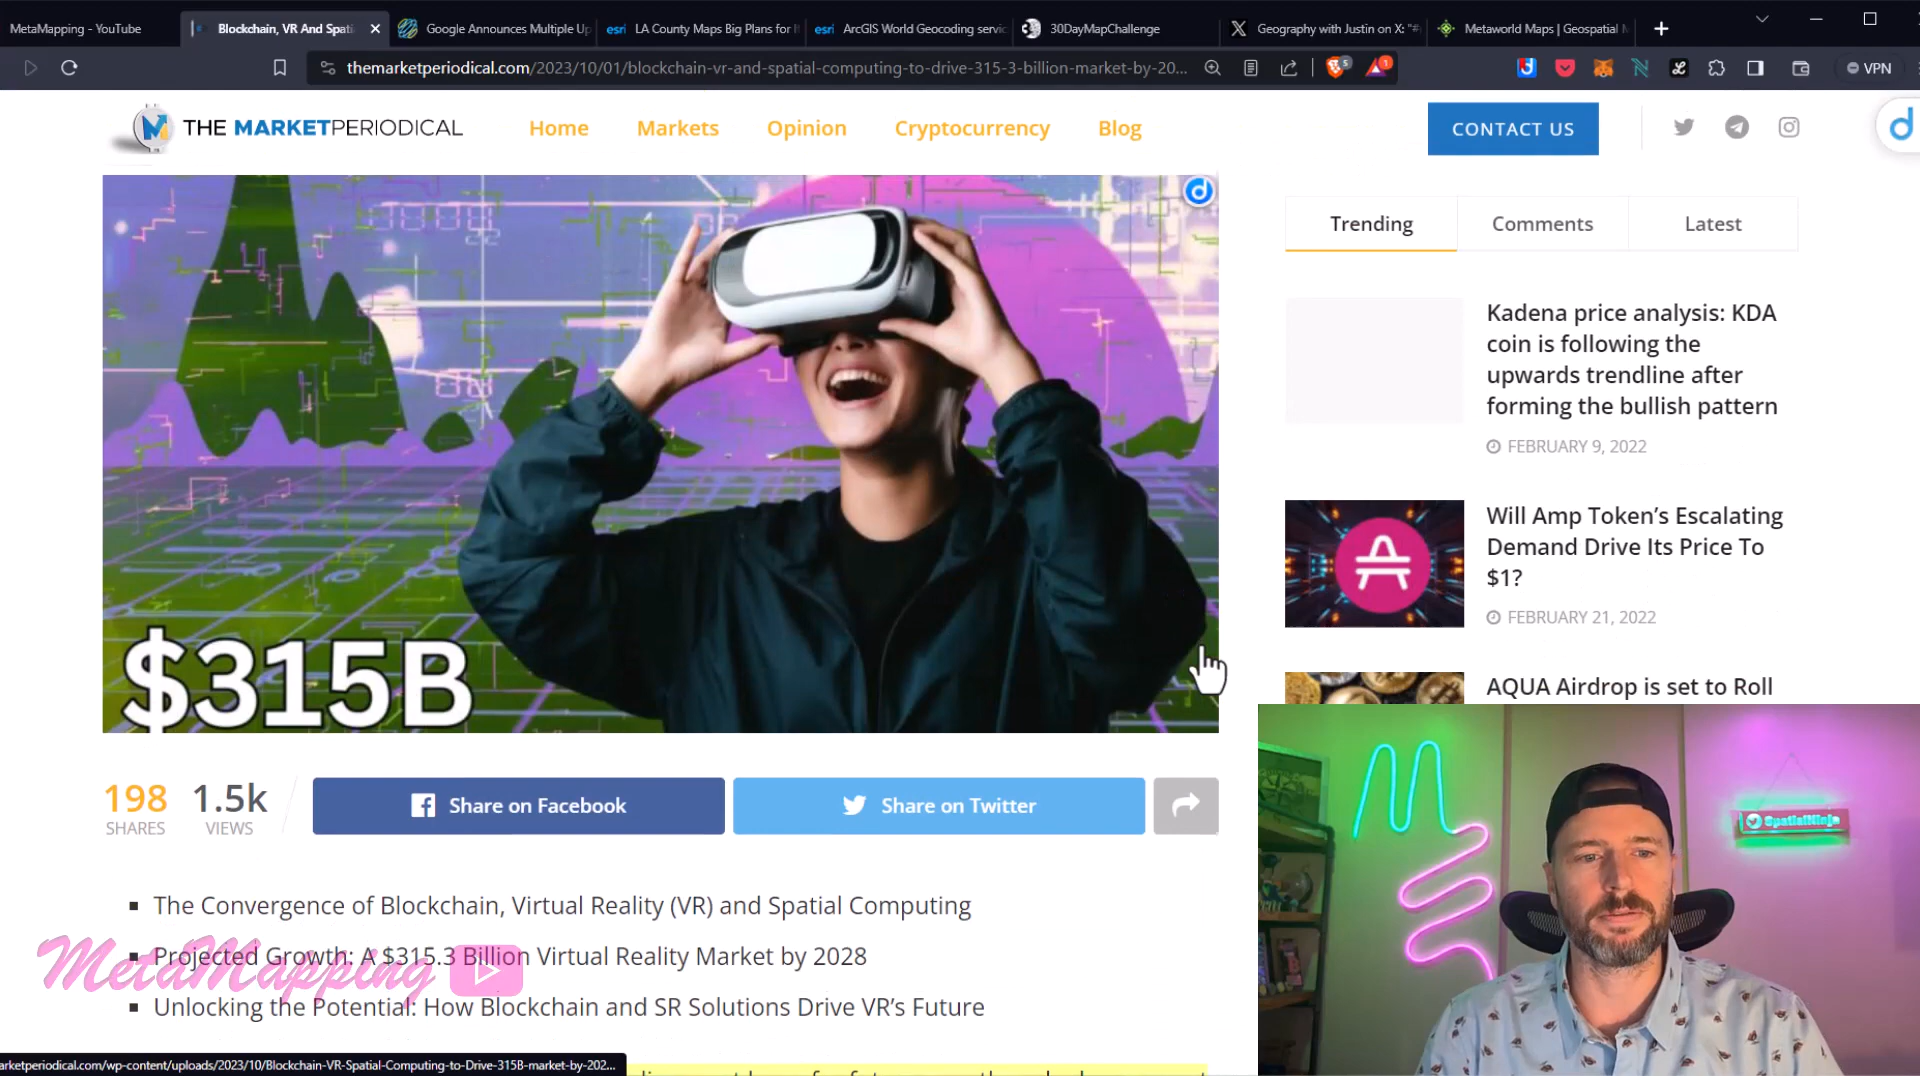 MetaMapping - YouTube
Blockchain, VR And Spati
Google Announces Multiple Up
esri LA County Maps Big Plans for I
esri ArcGIS World Geocoding servic
30DayMapChallenge
Geography with Justin on X: "#
Metaworld Maps | Geospatial
themarketperiodical.com/2023/10/01/blockchain-vr-and-spatial-computing-to-drive-315-3-billion-market-by-20...
5
1
VPN
THE MARKETPERIODICAL
Home
Markets
Opinion
Cryptocurrency
Blog
CONTACT US
Trending
Comments
Latest
$315B
Kadena price analysis: KDA
coin is following the
upwards trendline after
forming the bullish pattern
FEBRUARY 9, 2022
Will Amp Token's Escalating
Demand Drive Its Price To
$1?
FEBRUARY 21, 2022
AQUA Airdrop is set to Roll
198
SHARES
1.5k
VIEWS
Share on Facebook
Share on Twitter
The Convergence of Blockchain, Virtual Reality (VR) and Spatial Computing
Projected Growth: A $315.3 Billion Virtual Reality Market by 2028
Unlocking the Potential: How Blockchain and SR Solutions Drive VR's Future
MetaMapping
SpatialNinja
arketperiodical.com/wp-content/uploads/2023/10/Blockchain-VR-Spatial-Computing-to-Drive-315B-market-by-202...